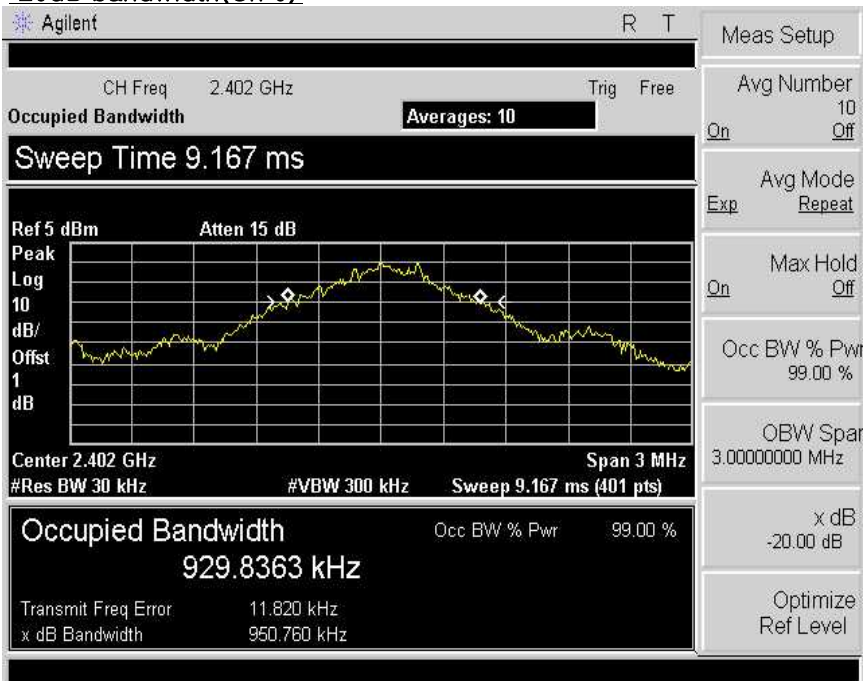 -20dB bandwidth(Ch 0)
Agilent R T
CH Freq 2.402 GHz Trig Free
Occupied Bandwidth Averages: 10
Sweep Time 9.167 ms
Ref 5 dBm Atten 15 dB
Peak
Log
10
dB/
Offst
1
dB
Center 2.402 GHz Span 3 MHz
#Res BW 30 kHz #VBW 300 kHz Sweep 9.167 ms (401 pts)
Occupied Bandwidth Occ BW % Pwr 99.00 %
929.8363 kHz
Transmit Freq Error 11.820 kHz
x dB Bandwidth 950.760 kHz
Meas Setup
Avg Number
10
On Off
Avg Mode
Exp Repeat
Max Hold
On Off
Occ BW % Pwr
99.00 %
OBW Spar
3.00000000 MHz
x dB
-20.00 dB
Optimize
Ref Level